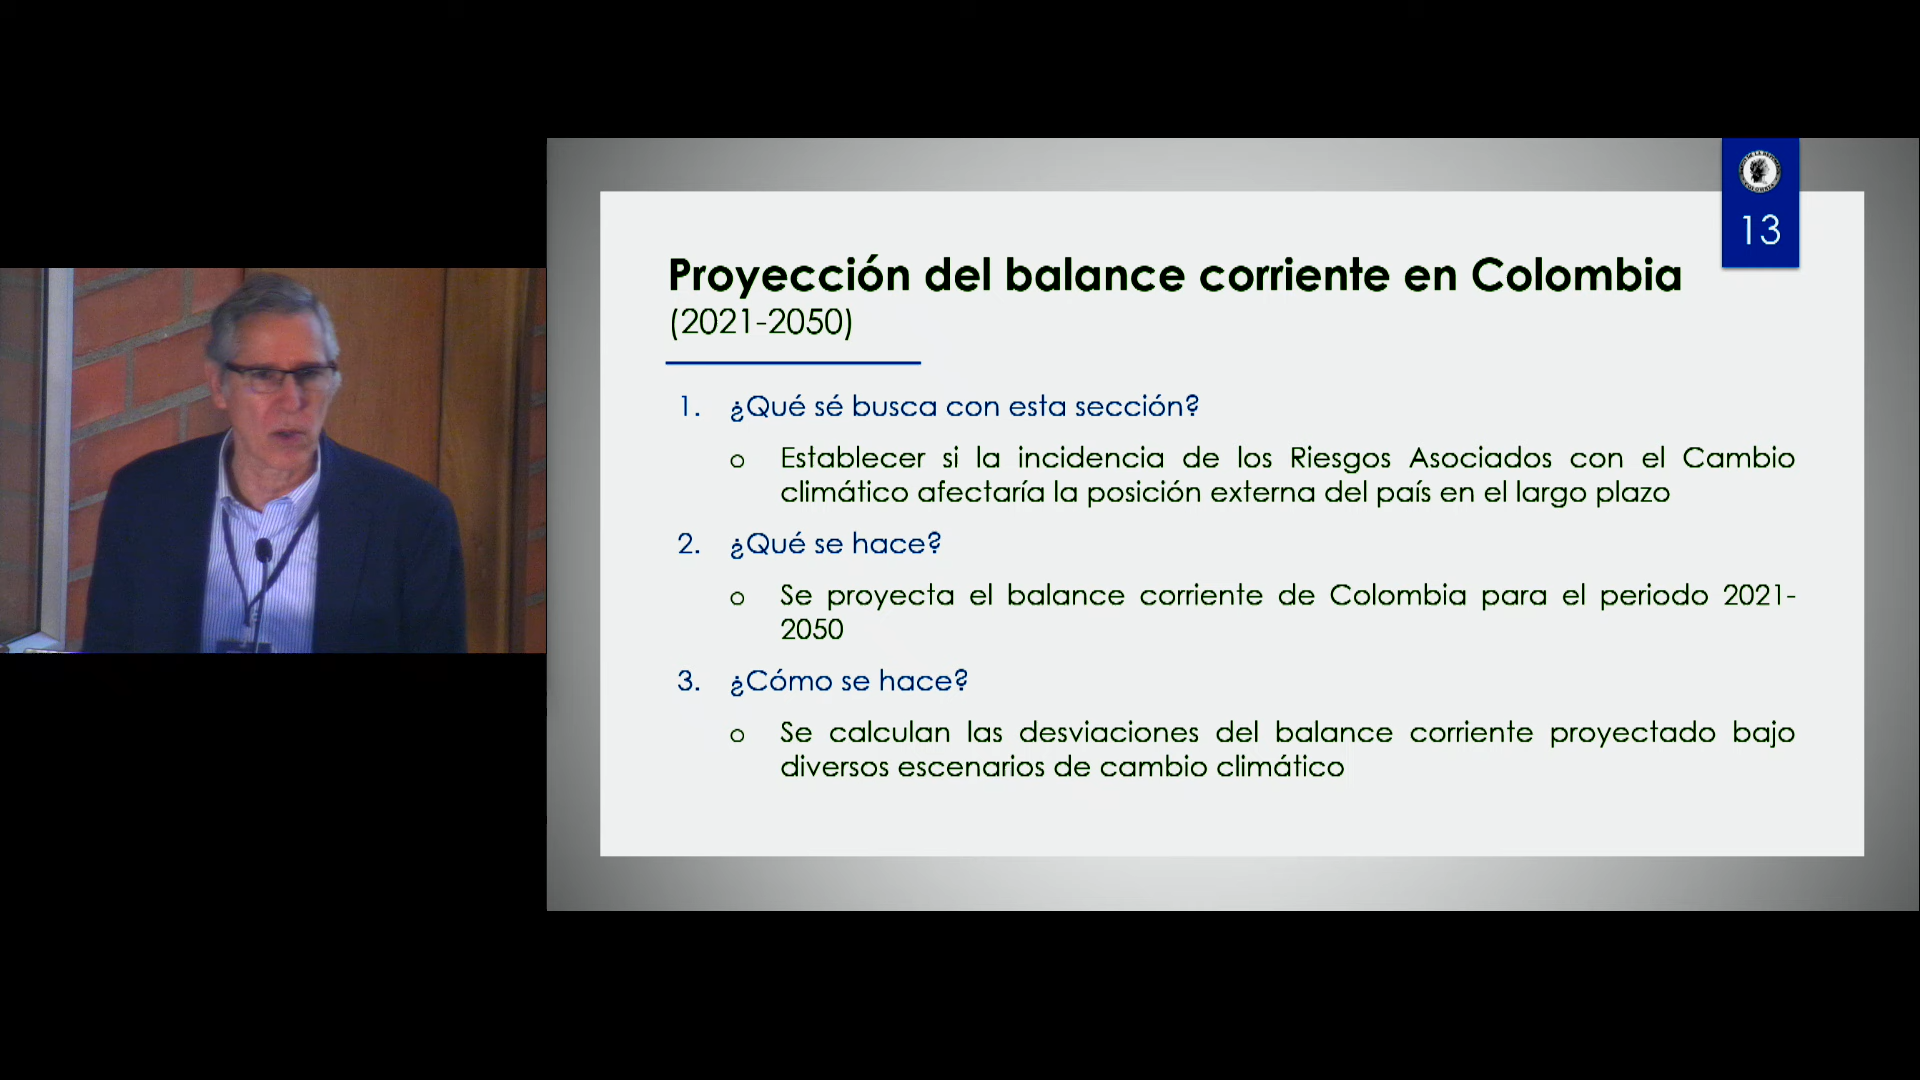 13
Proyección del balance corriente en Colombia
(2021-2050)
1. ¿Qué sé busca con esta sección?
o Establecer si la incidencia de los Riesgos Asociados con el Cambio
climático afectaría la posición externa del país en el largo plazo
2. ¿Qué se hace?
o Se proyecta el balance corriente de Colombia para el periodo 2021-
2050
3. ¿Cómo se hace?
o Se calculan las desviaciones del balance corriente proyectado bajo
diversos escenarios de cambio climático